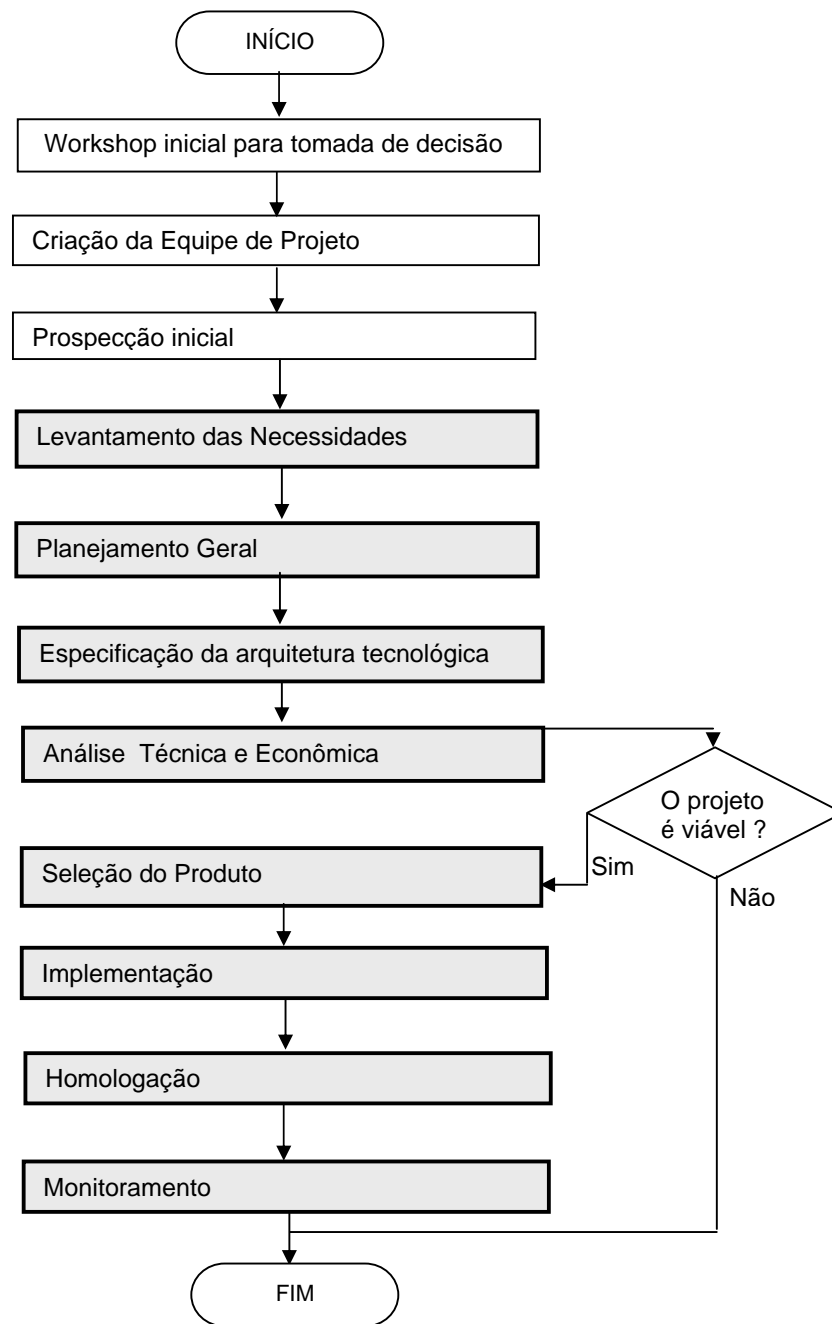 INÍCIO
Workshop inicial para tomada de decisão
Criação da Equipe de Projeto
Prospecção inicial
Levantamento das Necessidades
Planejamento Geral
Especificação da arquitetura tecnológica
Análise Técnica e Econômica
O projeto
é viável ?
Sim
Não
Seleção do Produto
Implementação
Homologação
Monitoramento
FIM